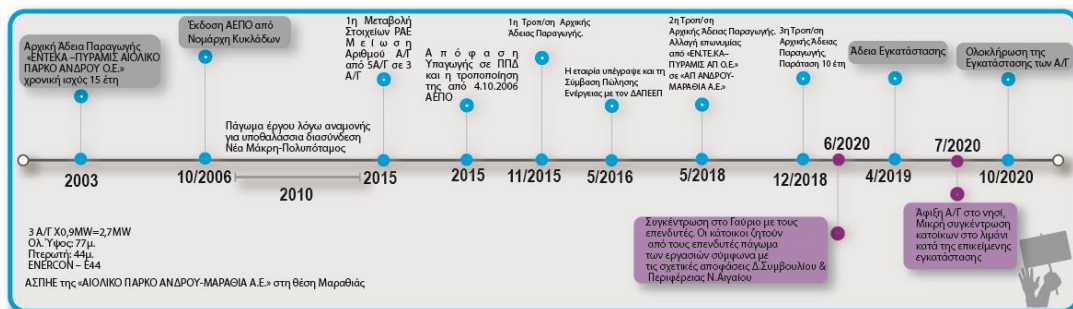 Αρχική Άδεια Παραγωγής
«ΕΝΤΕΚΑ –ΠΥΡΑΜΙΣ ΑΙΟΛΙΚΟ
ΠΑΡΚΟ ΑΝΔΡΟΥ Ο.Ε.»
χρονική ισχύς 15 έτη
Έκδοση ΑΕΠΟ από
Νομάρχη Κυκλάδων
Πάγωμα έργου λόγω αναμονής
για υποθαλάσσια διασύνδεση
Νέα Μάκρη-Πολυπόταμος
1η Μεταβολή
Στοιχείων ΡΑΕ
Μείωση
Αριθμού Α/Γ
από 5Α/Γ σε 3
Α/Γ
Απόφαση
Υπαγωγής σε ΠΠΔ
και η τροποποίηση
της από 4.10.2006
ΑΕΠΟ
1η Τροπ/ση Αρχικής
Άδειας Παραγωγής.
Η εταιρία υπέγραψε και τη
Σύμβαση Πώλησης
Ενέργειας με τον ΔΑΠΕΕΠ
2η Τροπ/ση
Αρχικής Άδειας Παραγωγής.
Αλλαγή επωνυμίας
από «ΕΝΤ.ΕΚΑ–
ΠΥΡΑΜΙΣ ΑΠ Ο.Ε.»
σε «ΑΠ ΑΝΔΡΟΥ-
ΜΑΡΑΘΙΑ Α.Ε.»
3η Τροπ/ση
Αρχικής Άδειας
Παραγωγής
Παράταση 10 έτη
Άδεια Εγκατάστασης
Ολοκλήρωση της
Εγκατάστασης των Α/Γ
2003
10/2006
2010
2015
2015
11/2015
5/2016
5/2018
12/2018
6/2020
4/2019
7/2020
10/2020
3 Α/Γ Χ0,9MW=2,7MW
Ολ. Ύψος: 77μ.
Πτερωτή: 44μ.
ENERCON – E44
ΑΣΠΗΕ της «ΑΙΟΛΙΚΟ ΠΑΡΚΟ ΑΝΔΡΟΥ-ΜΑΡΑΘΙΑ Α.Ε.» στη θέση Μαραθιάς
Συγκέντρωση στο Γαύριο με τους
επενδυτές. Οι κάτοικοι ζητούν
από τους επενδυτές πάγωμα
των εργασιών σύμφωνα με
τις σχετικές αποφάσεις Δ.Συμβουλίου &
Περιφέρειας Ν.Αιγαίου
Άφιξη Α/Γ στο νησί,
Μικρή συγκέντρωση
κατοίκων στο λιμάνι
κατά της επικείμενης
εγκατάστασης